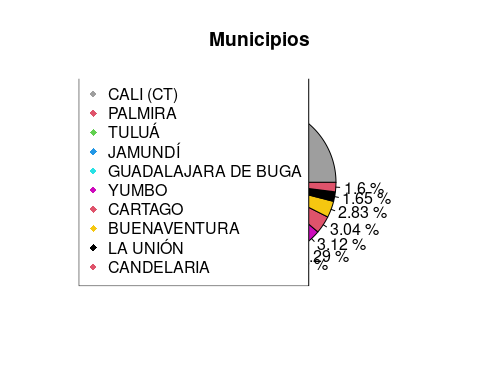 Municipios
CALI (CT)
PALMIRA
TULUÁ
JAMUNDÍ
GUADALAJARA DE BUGA
YUMBO
CARTAGO
BUENAVENTURA
LA UNIÓN
CANDELARIA
1.6 %
1.65 %
2.83 %
3.04 %
3.12 %
.29 %
%